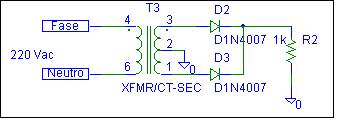 T3
D2
Fase
4
3
D1N4007
1k
R2
220 Vac
2
0
D3
Neutro
6
1
D1N4007
XFMR/CT-SEC
0